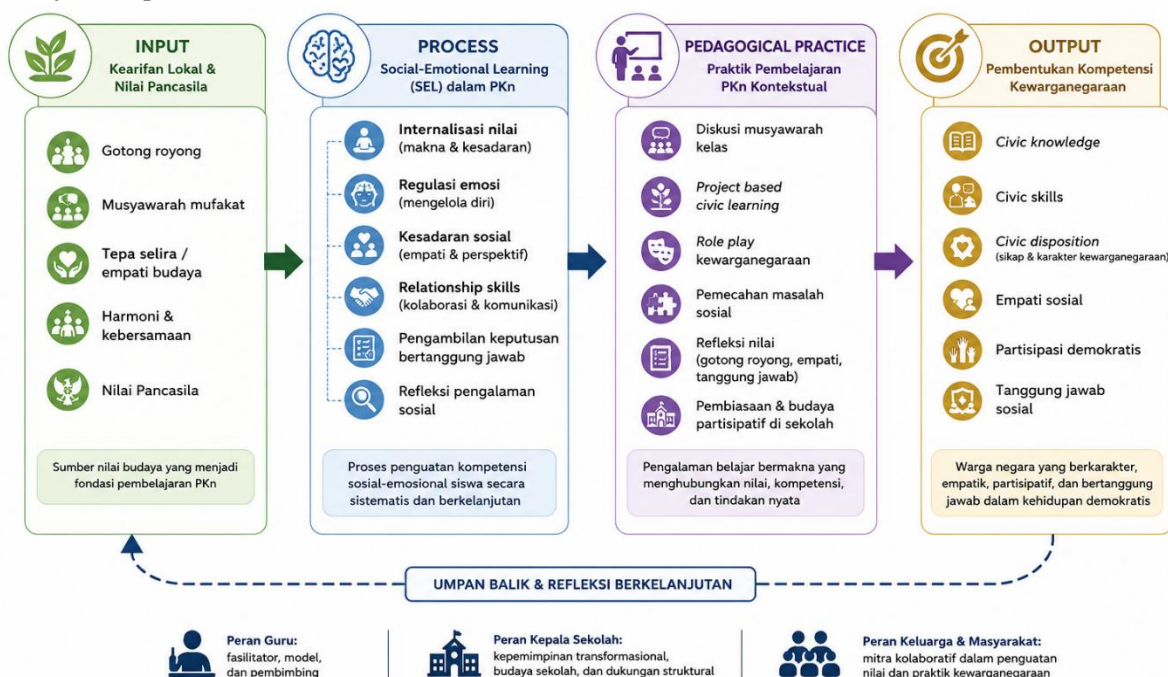 INPUT
Kearifan Lokal &
Nilai Pancasila
Gotong royong
Musyawarah mufakat
Tepa selira /
empati budaya
Harmoni &
kebersamaan
Nilai Pancasila
Sumber nilai budaya yang menjadi
fondasi pembelajaran PKn
PROCESS
Social-Emotional Learning
(SEL) dalam PKn
Internalisasi nilai
(makna & kesadaran)
Regulasi emosi
(mengelola diri)
Kesadaran sosial
(empati & perspektif)
Relationship skills
(kolaborasi & komunikasi)
Pengambilan keputusan
bertanggung jawab
Refleksi pengalaman
sosial
Proses penguatan kompetensi
sosial-emosional siswa secara
sistematis dan berkelanjutan
PEDAGOGICAL PRACTICE
Praktik Pembelajaran
PKn Kontekstual
Diskusi musyawarah
kelas
Project based
civic learning
Role play
kewarganegaraan
Pemecahan masalah
sosial
Refleksi nilai
(gotong royong, empati,
tanggung jawab)
Pembiasaan & budaya
partisipatif di sekolah
Pengalaman belajar bermakna yang
menghubungkan nilai, kompetensi,
dan tindakan nyata
OUTPUT
Pembentukan Kompetensi
Kewarganegaraan
Civic knowledge
Civic skills
Civic disposition
(sikap & karakter kewarganegaraan)
Empati sosial
Partisipasi demokratis
Tanggung jawab
sosial
Warga negara yang berkarakter,
empatik, partisipatif, dan bertanggung
jawab dalam kehidupan demokratis
UMPAN BALIK & REFLEKSI BERKELANJUTAN
Peran Guru:
fasilitator, model,
dan pembimbing
Peran Kepala Sekolah:
kepemimpinan transformasional,
budaya sekolah, dan dukungan struktural
Peran Keluarga & Masyarakat:
mitra kolaboratif dalam penguatan
nilai dan praktik kewarganegaraan